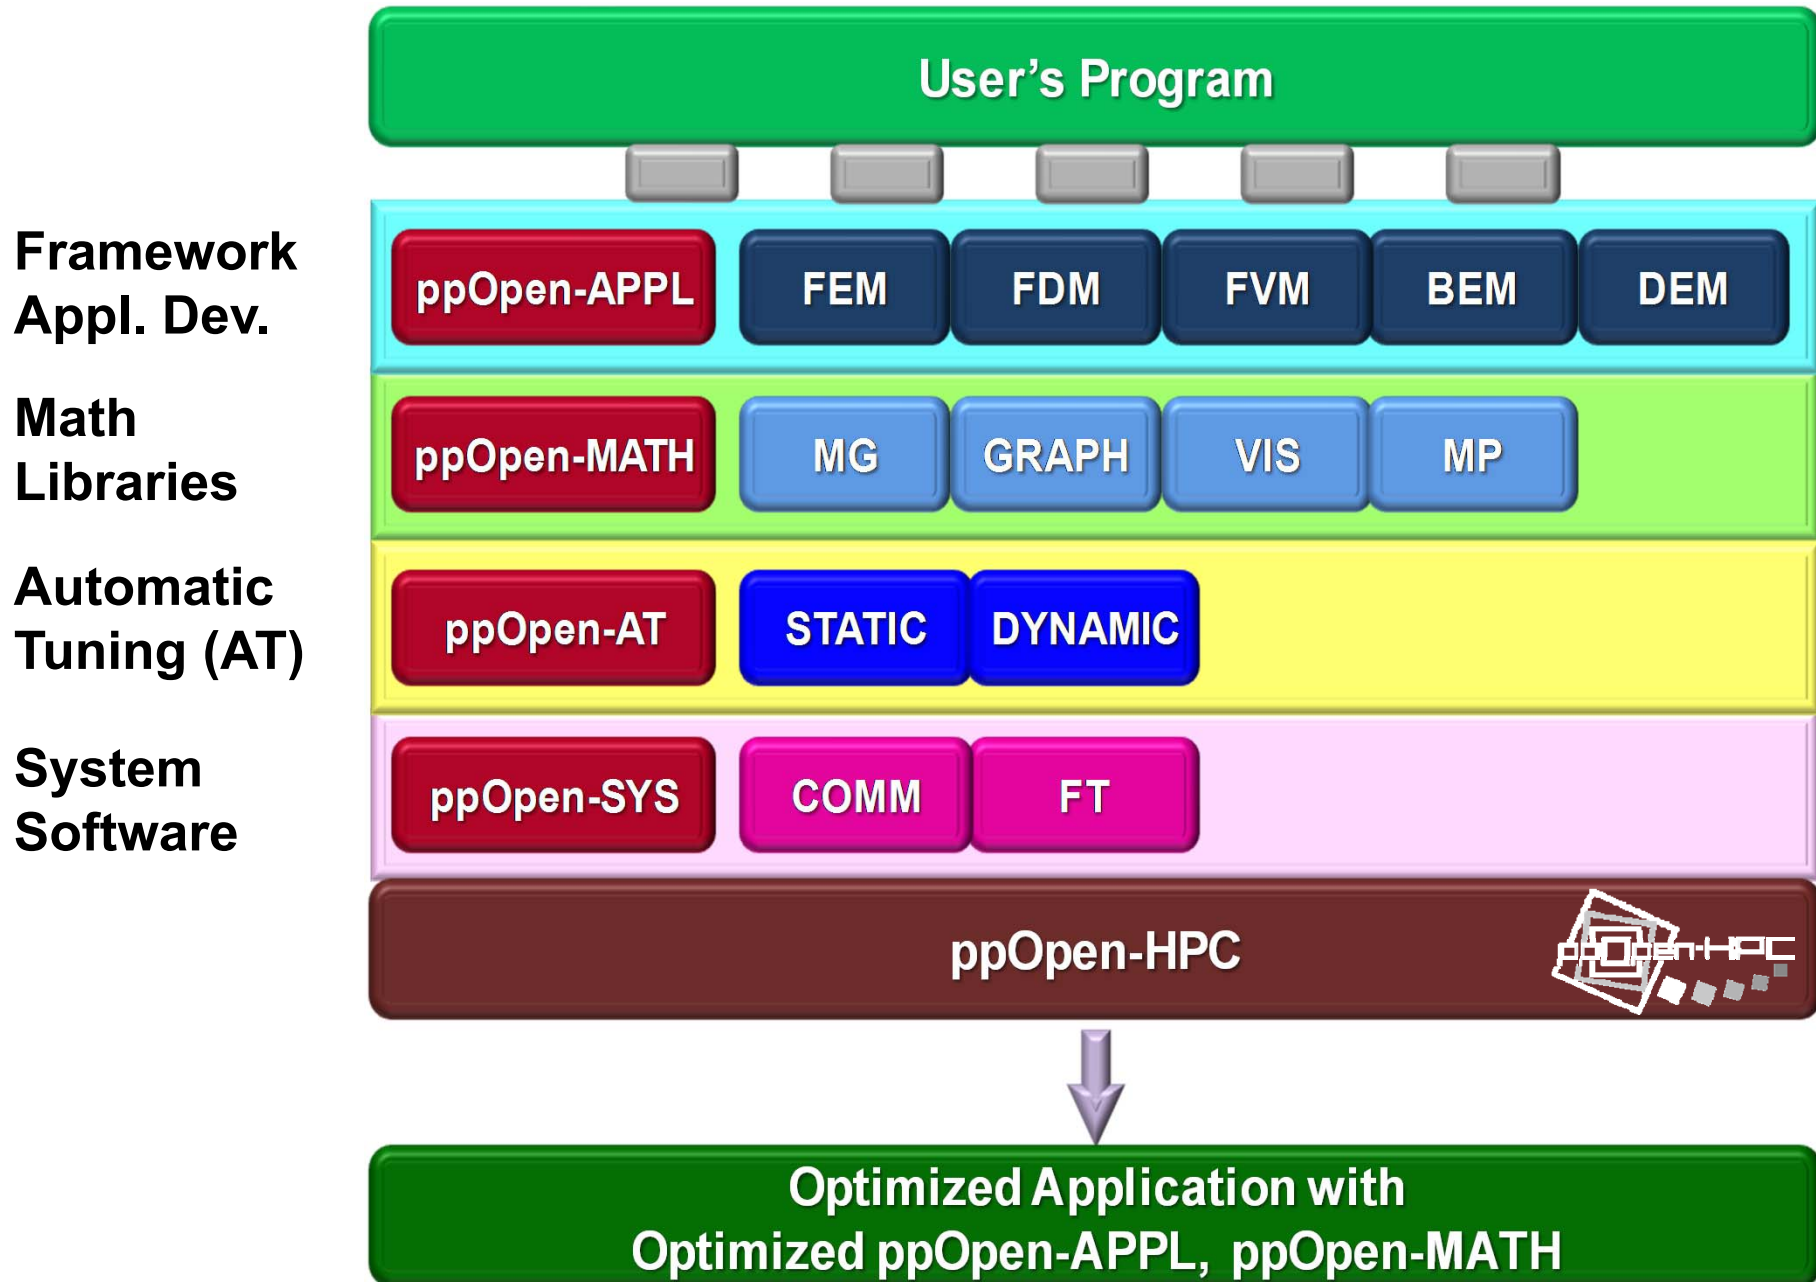 User's Program
Framework
Appl. Dev.
ppOpen-APPL FEM FDM FVM BEM DEM
Math
Libraries
ppOpen-MATH MG GRAPH VIS MP
Automatic
Tuning (AT)
ppOpen-AT STATIC DYNAMIC
System
Software
ppOpen-SYS COMM FT
ppOpen-HPC
ppOpen-HPC
Optimized Application with
Optimized ppOpen-APPL, ppOpen-MATH